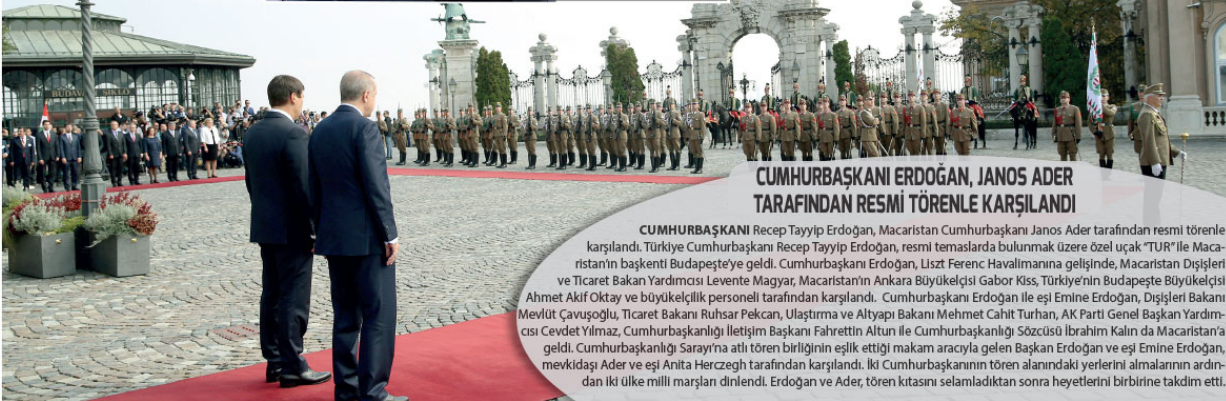 BUDAVÁRI SIKLÓ
CUMHURBAŞKANI ERDOĞAN, JANOS ADER
TARAFINDAN RESMİ TÖRENLE KARŞILANDI
CUMHURBAŞKANI Recep Tayyip Erdoğan, Macaristan Cumhurbaşkanı Janos Ader tarafından resmi törenle
karşılandı. Türkiye Cumhurbaşkanı Recep Tayyip Erdoğan, resmi temaslarda bulunmak üzere özel uçak “TUR” ile Maca-
ristan’ın başkenti Budapeşte’ye geldi. Cumhurbaşkanı Erdoğan, Liszt Ferenc Havalimanına gelişinde, Macaristan Dışişleri
ve Ticaret Bakan Yardımcısı Levente Magyar, Macaristan’ın Ankara Büyükelçisi Gabor Kiss, Türkiye’nin Budapeşte Büyükelçisi
Ahmet Akif Oktay ve büyükelçilik personeli tarafından karşılandı. Cumhurbaşkanı Erdoğan ile eşi Emine Erdoğan, Dışişleri Bakanı
Mevlüt Çavuşoğlu, Ticaret Bakanı Ruhsar Pekcan, Ulaştırma ve Altyapı Bakanı Mehmet Cahit Turhan, AK Parti Genel Başkan Yardım-
cısı Cevdet Yılmaz, Cumhurbaşkanlığı İletişim Başkanı Fahrettin Altun ile Cumhurbaşkanlığı Sözcüsü İbrahim Kalın da Macaristan’a
geldi. Cumhurbaşkanlığı Sarayı’na atlı tören birliğinin eşlik ettiği makam aracıyla gelen Başkan Erdoğan ve eşi Emine Erdoğan,
mevkidaşı Ader ve eşi Anita Herczegh tarafından karşılandı. İki Cumhurbaşkanının tören alanındaki yerlerini almalarının ardın-
dan iki ülke milli marşları dinlendi. Erdoğan ve Ader, tören kıtasını selamladıktan sonra heyetlerini birbirine takdim etti.